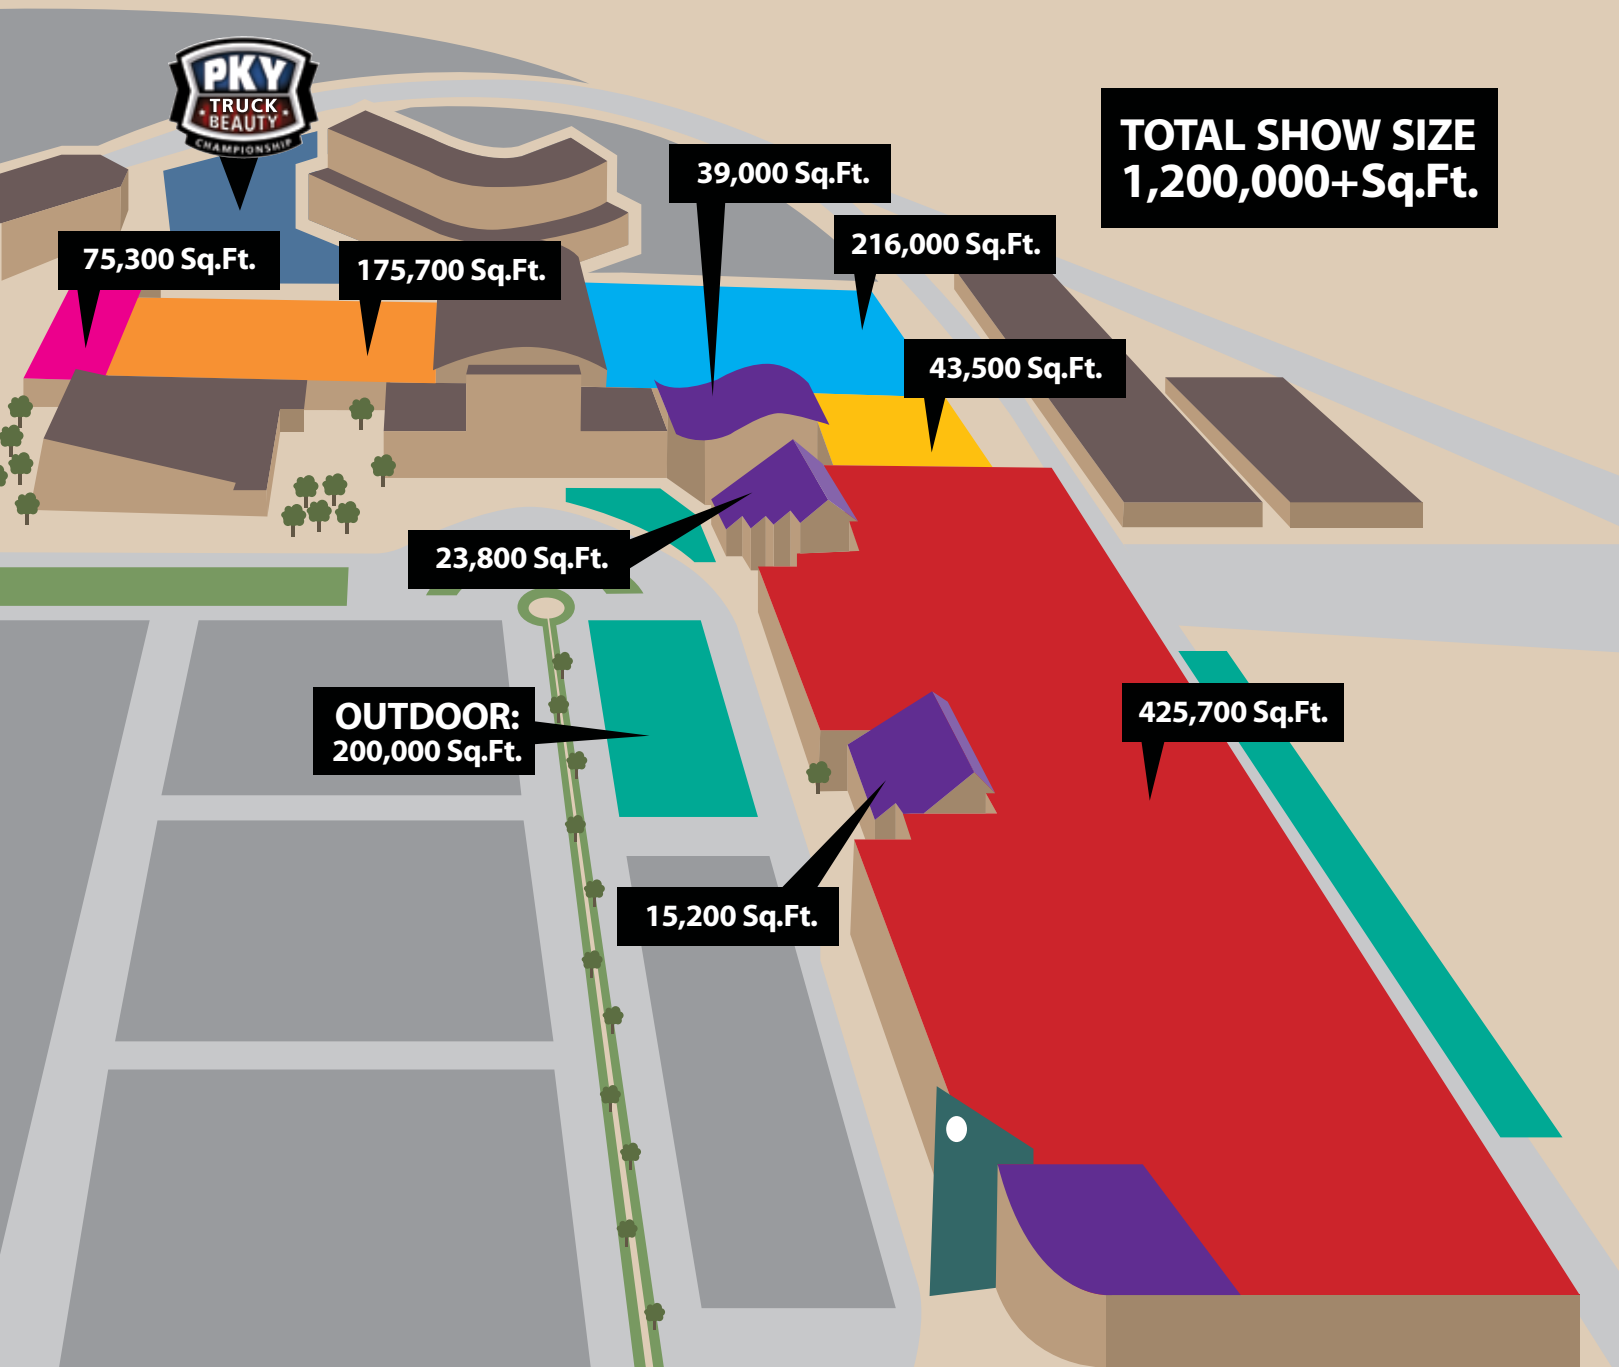 PKY
TRUCK
BEAUTY
CHAMPIONSHIP
TOTAL SHOW SIZE
1,200,000+Sq.Ft.
39,000 Sq.Ft.
216,000 Sq.Ft.
75,300 Sq.Ft.
175,700 Sq.Ft.
43,500 Sq.Ft.
23,800 Sq.Ft.
OUTDOOR:
200,000 Sq.Ft.
425,700 Sq.Ft.
15,200 Sq.Ft.